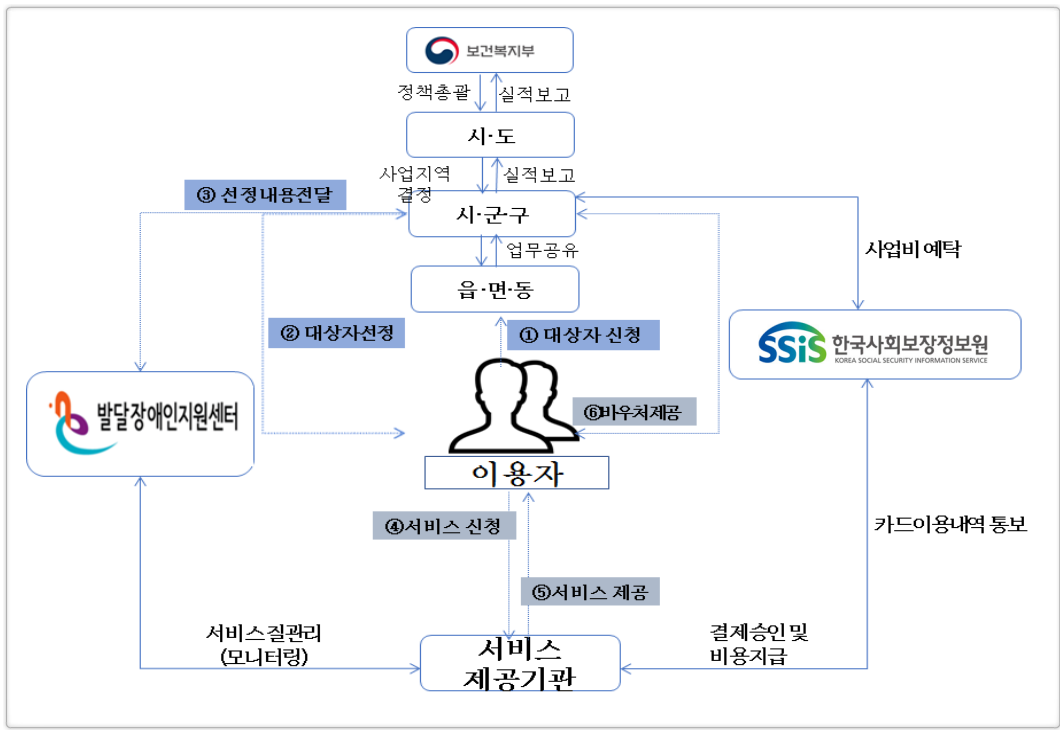 보건복지부
정책총괄
실적보고
시·도
사업지역
결정
실적보고
③ 선정내용전달
시·군·구
업무공유
사업비 예탁
읍·면·동
② 대상자선정
① 대상자 신청
SSiS 한국사회보장정보원
KOREA SOCIAL SECURITY INFORMATION SERVICE
발달장애인지원센터
⑥바우처제공
이용자
④서비스 신청
카드이용내역 통보
⑤서비스 제공
서비스 질관리
(모니터링)
결제승인 및
비용지급
서비스
제공기관